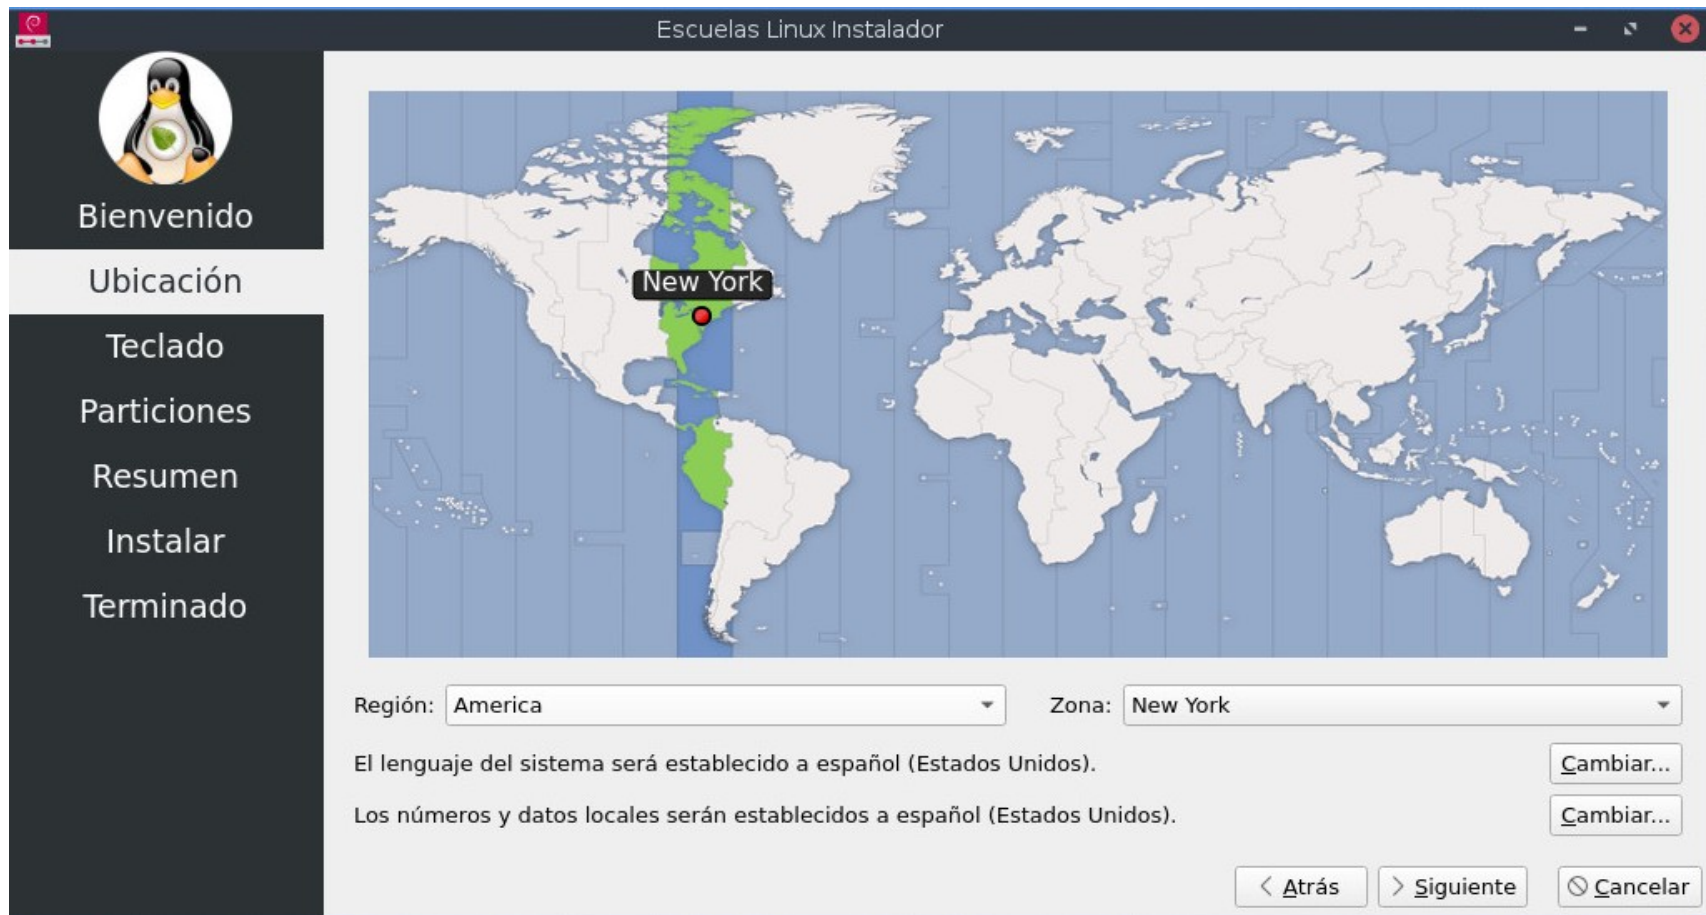 Escuelas Linux Instalador
Bienvenido
Ubicación
Teclado
Particiones
Resumen
Instalar
Terminado
New York
Región: America Zona: New York
El lenguaje del sistema será establecido a español (Estados Unidos). Cambiar...
Los números y datos locales serán establecidos a español (Estados Unidos). Cambiar...
Atrás Siguiente Cancelar